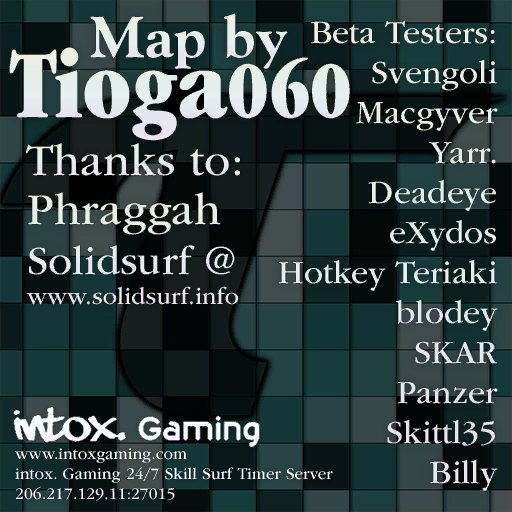 Map by
Tioga060
Thanks to:
Phraggah
Solidsurf @
www.solidsurf.info
Beta Testers:
Svengoli
Macgyver
Yarr.
Deadeye
eXydos
Hotkey Teriaki
blodey
SKAR
Panzer
Skittl35
Billy
intox. Gaming
www.intoxgaming.com
intox. Gaming 24/7 Skill Surf Timer Server
206.217.129.11:27015